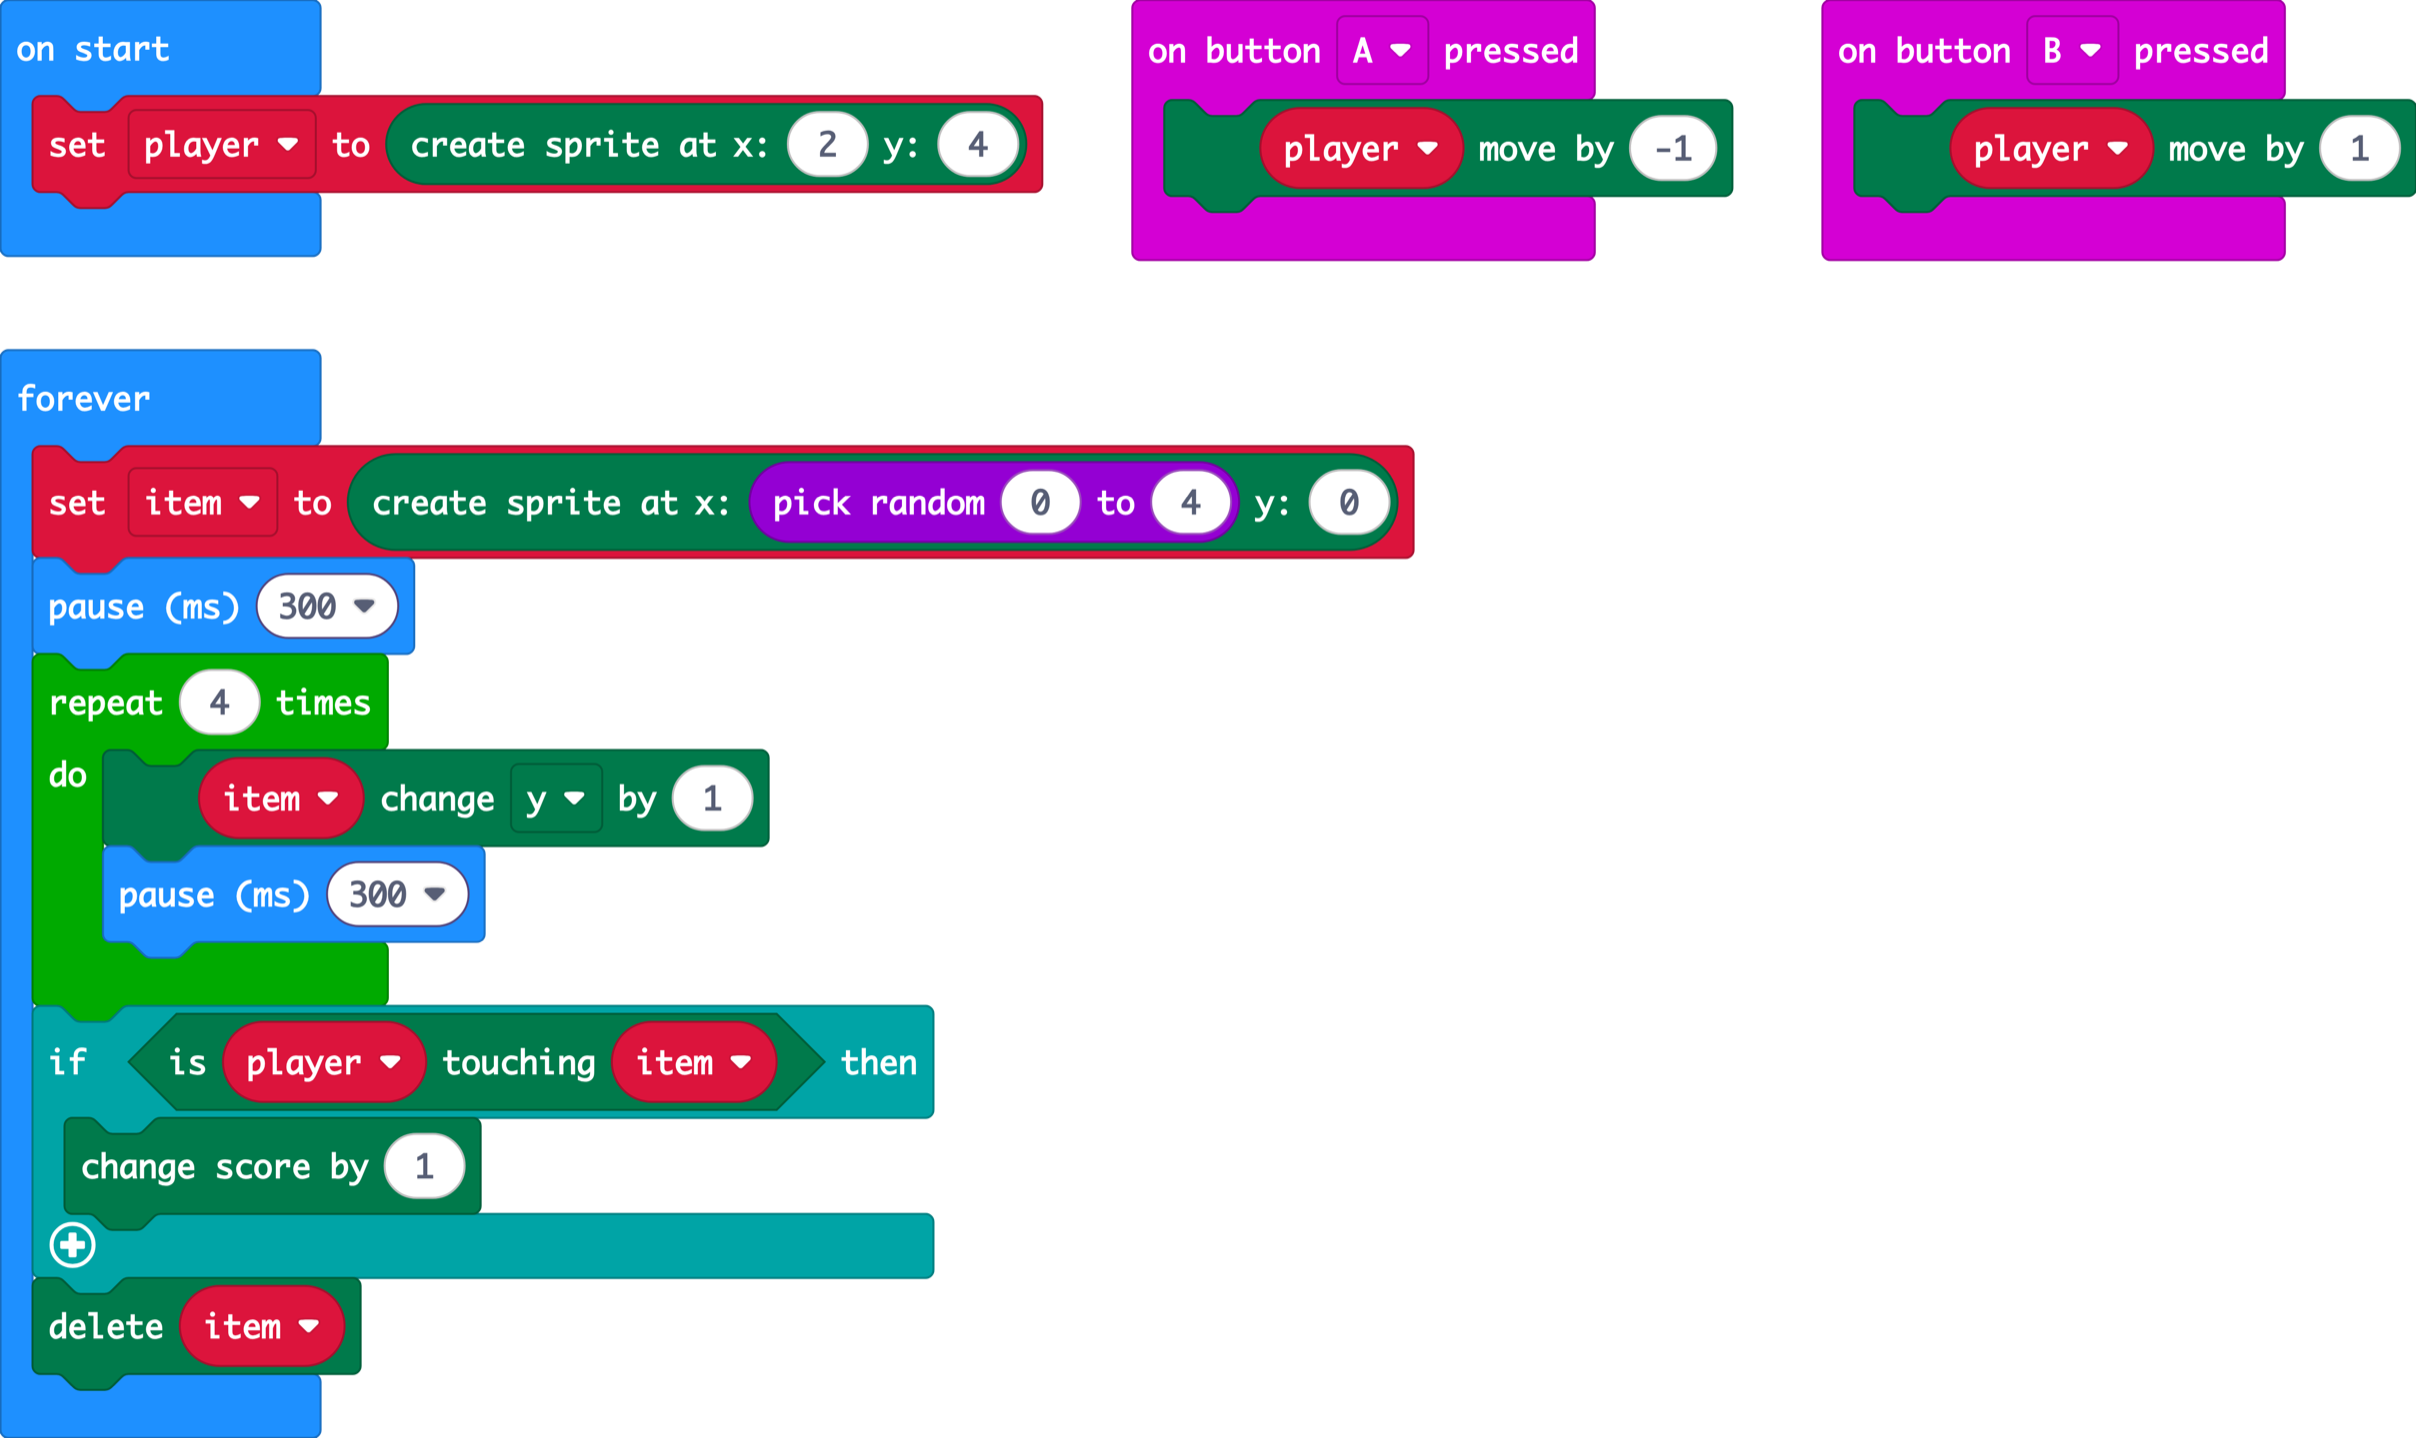 on start
set player to create sprite at x: 2 y: 4
on button A pressed
player move by -1
on button B pressed
player move by 1
forever
set item to create sprite at x: pick random 0 to 4 y: 0
pause (ms) 300
repeat 4 times
do item change y by 1
pause (ms) 300
if is player touching item then
change score by 1
delete item